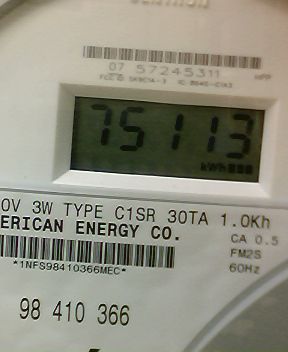 07 57245311
75113
kWh
0V 3W TYPE C1SR 30TA 1.0Kh
ERICAN ENERGY CO.
CA 0.5
FM2S
60Hz
*1NFS98410366MEC*
98 410 366